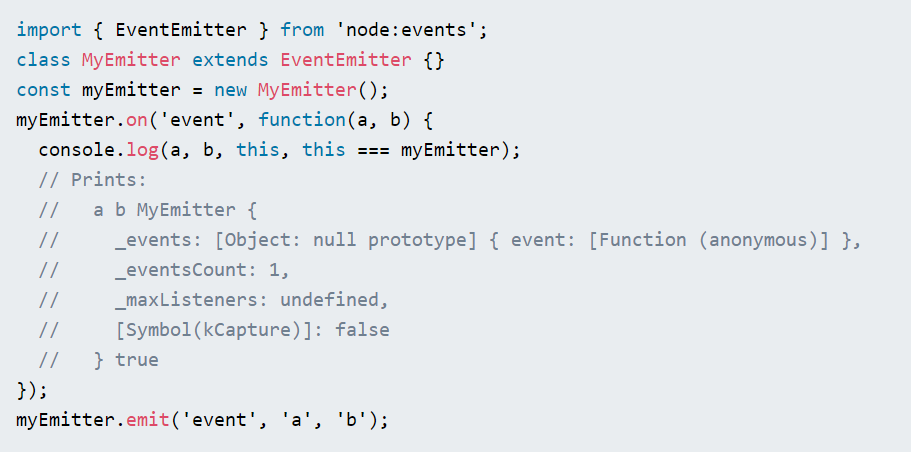 import { EventEmitter } from 'node:events';
class MyEmitter extends EventEmitter {}
const myEmitter = new MyEmitter();
myEmitter.on('event', function(a, b) {
  console.log(a, b, this, this === myEmitter);
  // Prints:
  //   a b MyEmitter {
  //     _events: [Object: null prototype] { event: [Function (anonymous)] },
  //     _eventsCount: 1,
  //     _maxListeners: undefined,
  //     [Symbol(kCapture)]: false
  //   } true
});
myEmitter.emit('event', 'a', 'b');